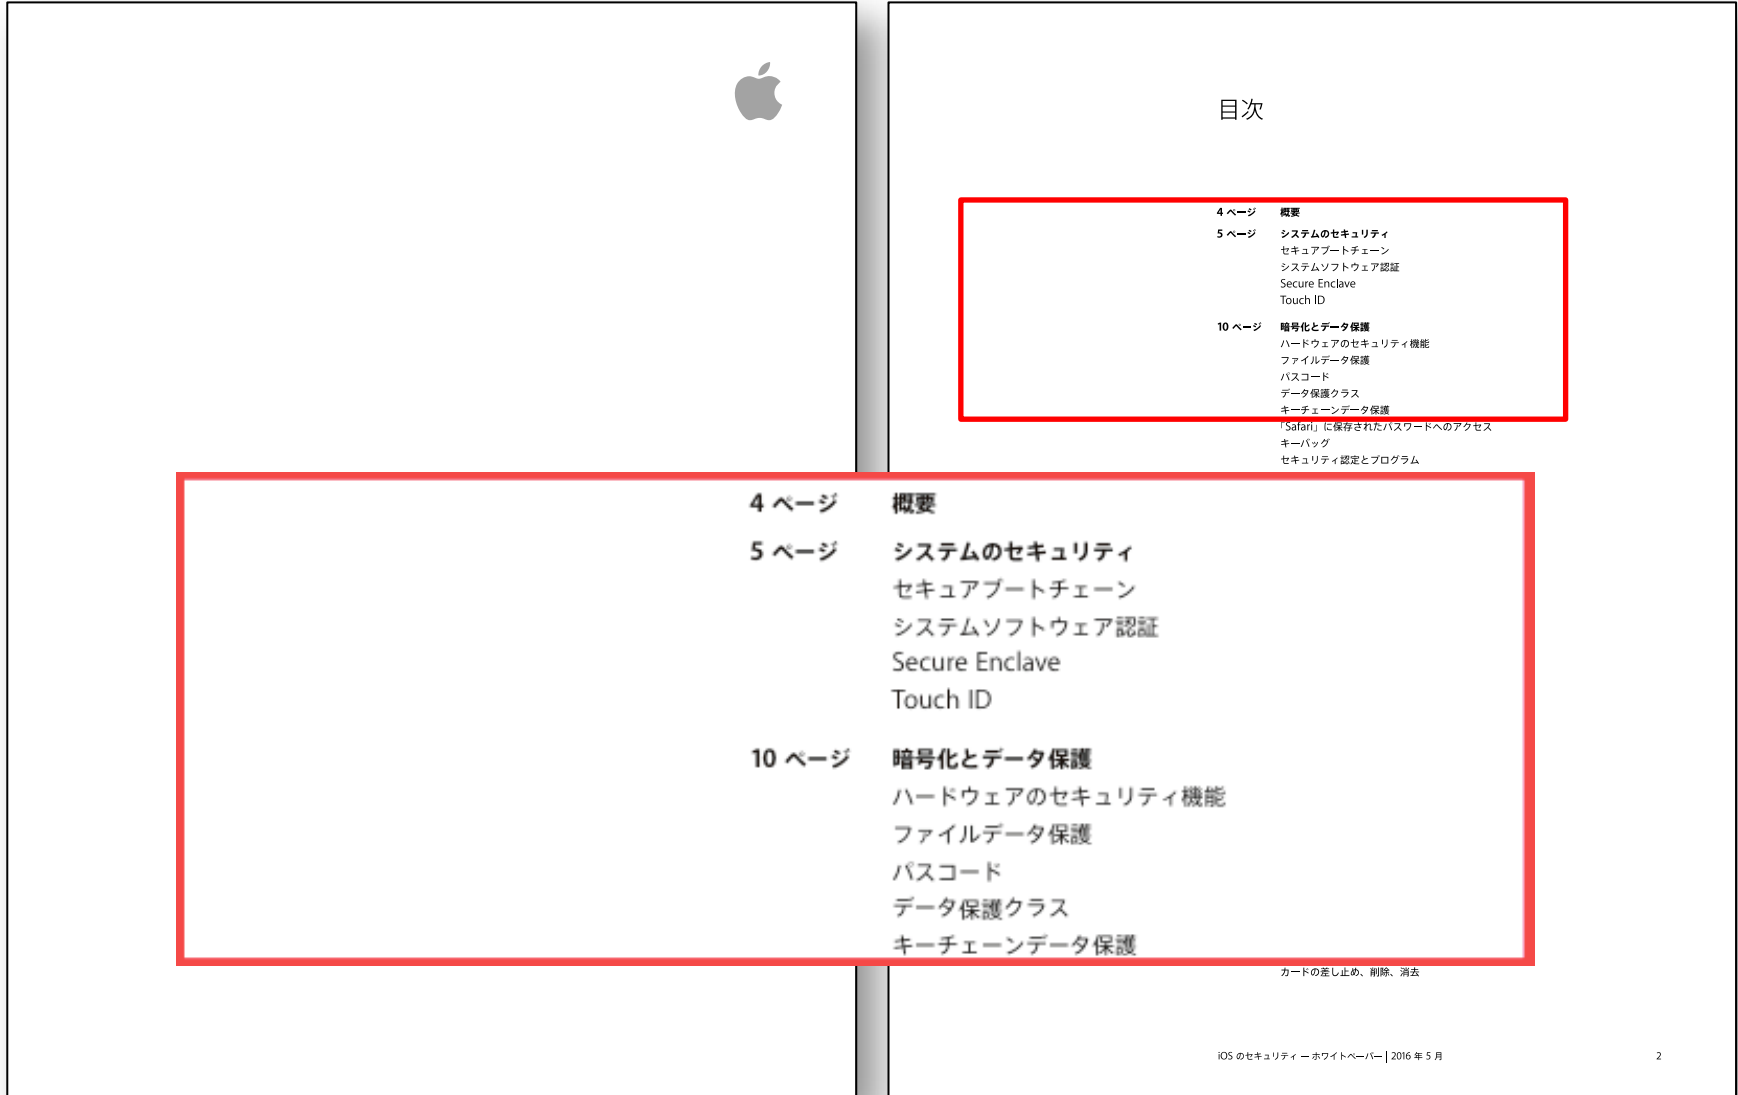 目次
4 ページ 概要
5 ページ システムのセキュリティ
セキュアブートチェーン
システムソフトウェア認証
Secure Enclave
Touch ID
10 ページ 暗号化とデータ保護
ハードウェアのセキュリティ機能
ファイルデータ保護
パスコード
データ保護クラス
キーチェーンデータ保護
「Safari」に保存されたパスワードへのアクセス
キーバッグ
セキュリティ認定とプログラム
4 ページ 概要
5 ページ システムのセキュリティ
セキュアブートチェーン
システムソフトウェア認証
Secure Enclave
Touch ID
10 ページ 暗号化とデータ保護
ハードウェアのセキュリティ機能
ファイルデータ保護
パスコード
データ保護クラス
キーチェーンデータ保護
カードの差し止め、削除、消去
iOS のセキュリティ — ホワイトペーパー | 2016 年 5 月 2